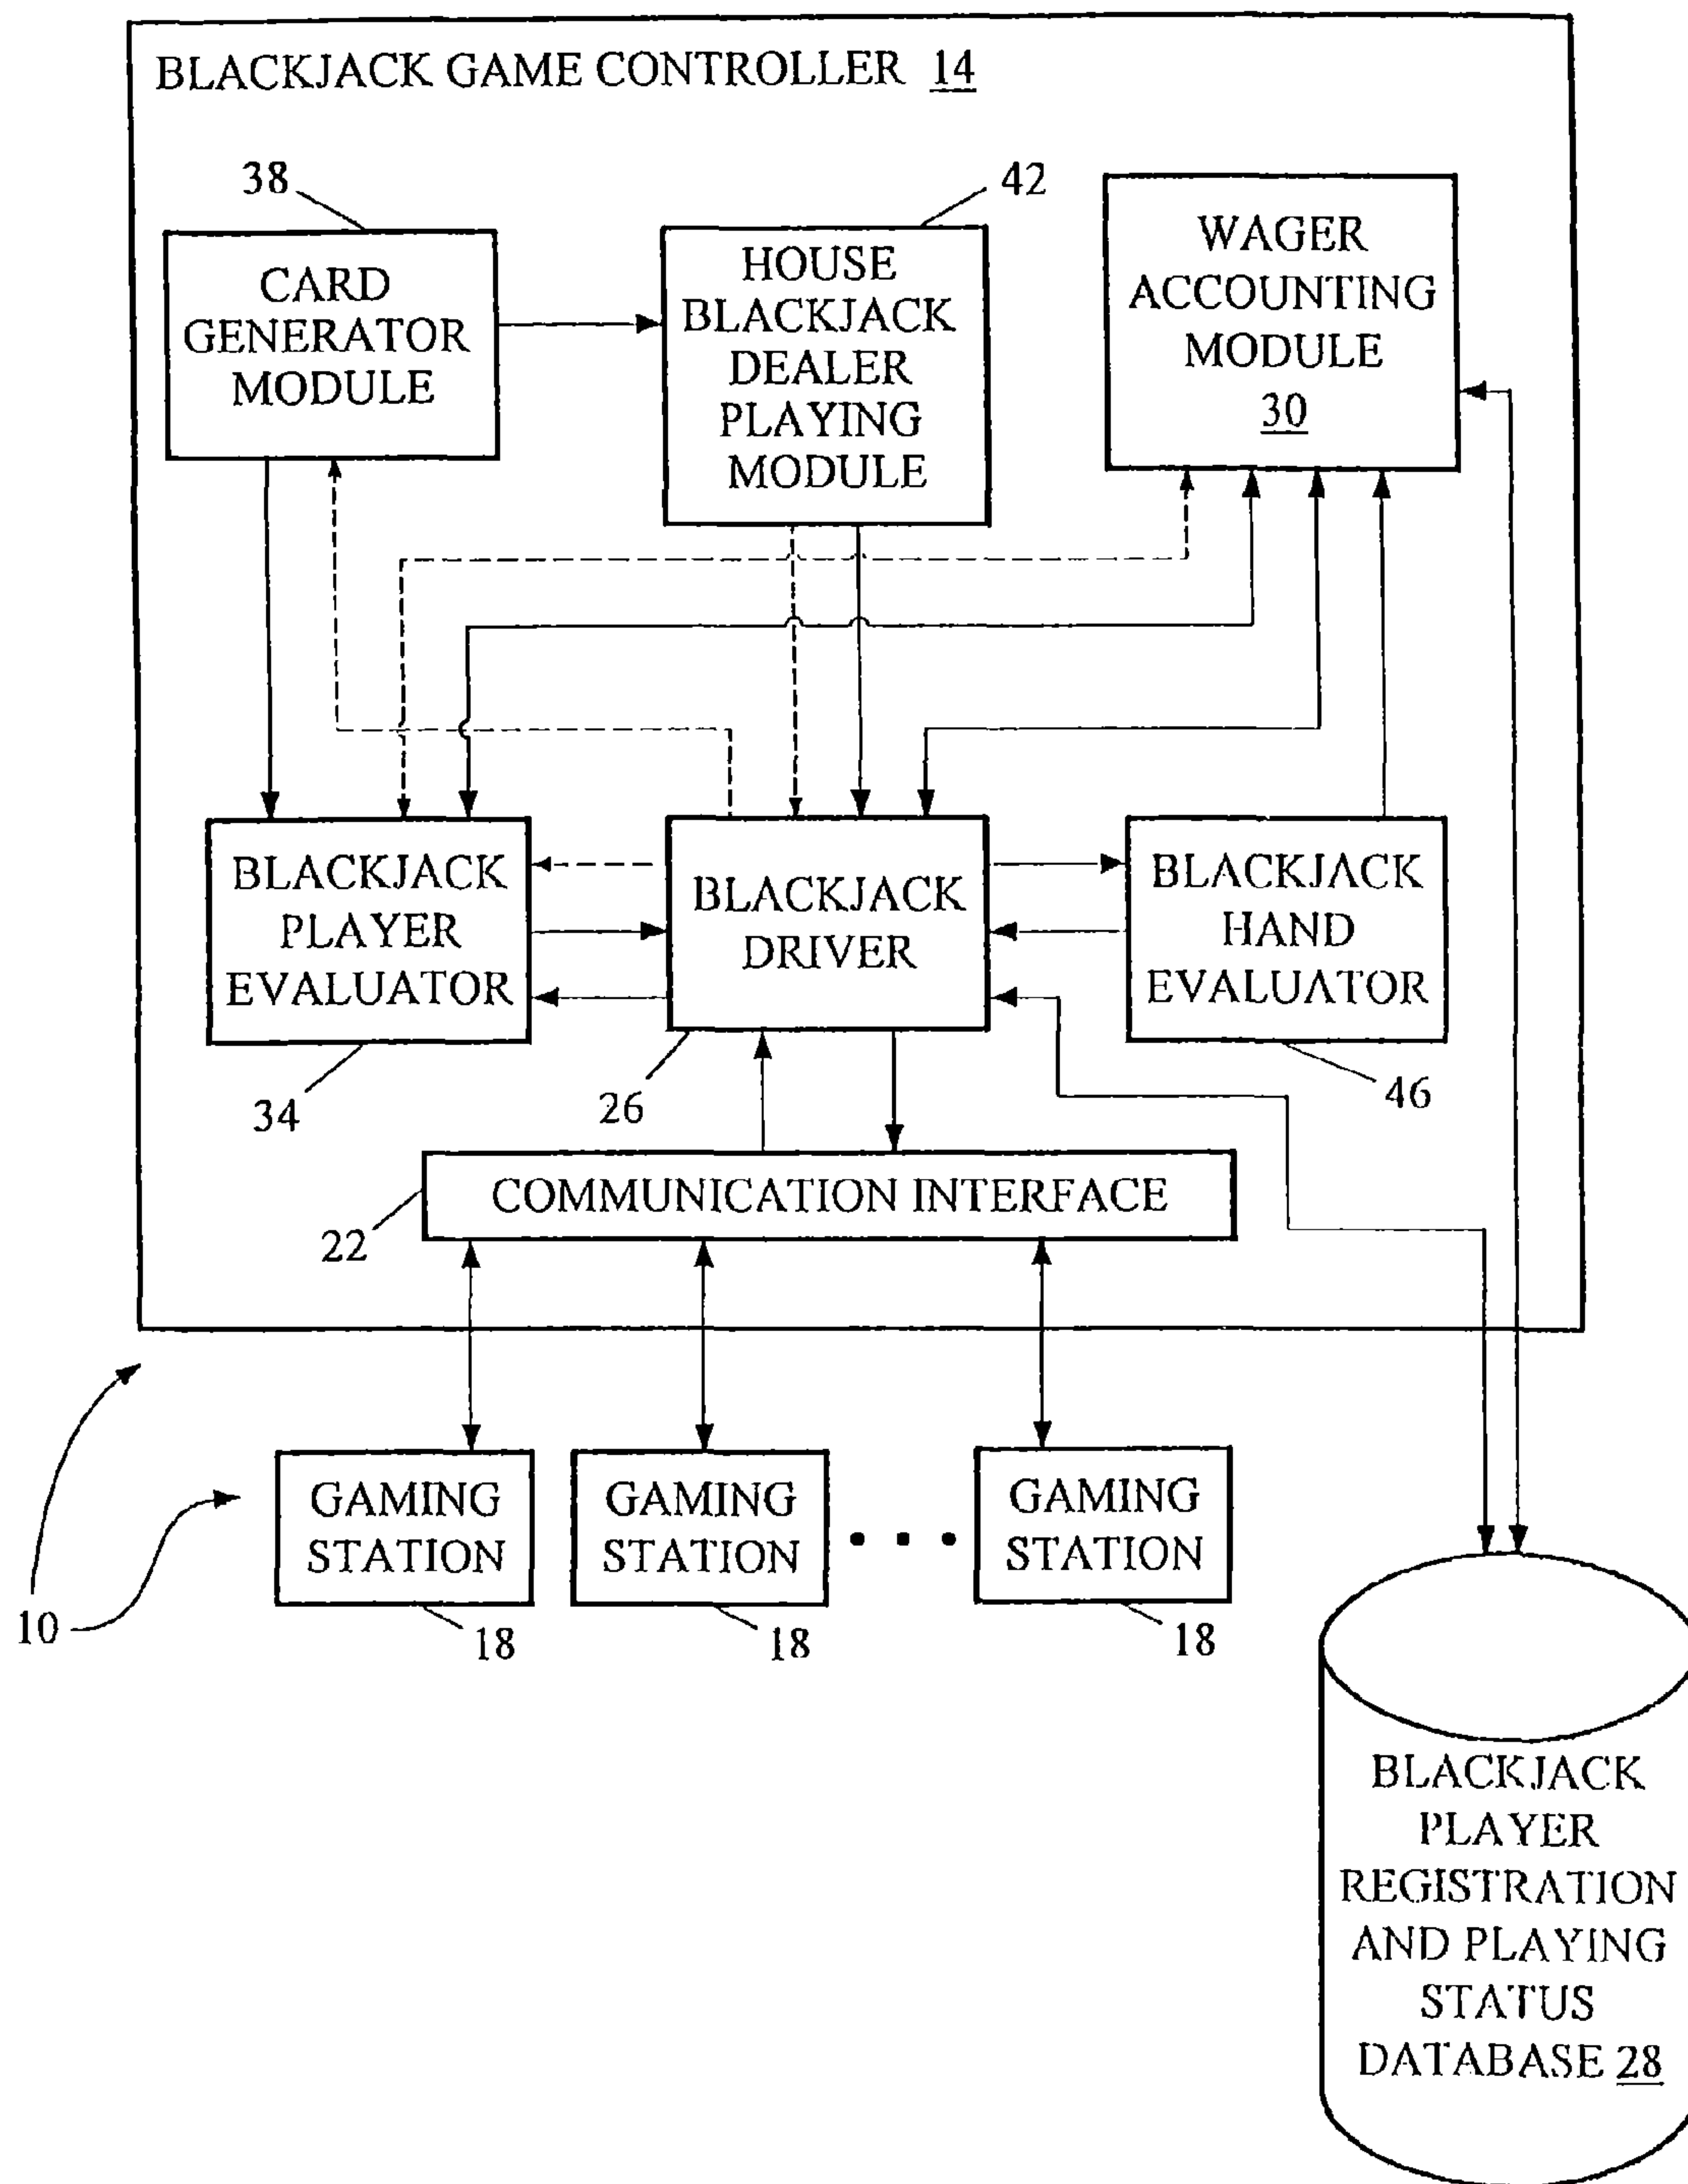 BLACKJACK GAME CONTROLLER 14
38
42
CARD
GENERATOR
MODULE
HOUSE
BLACKJACK
DEALER
PLAYING
MODULE
WAGER
ACCOUNTING
MODULE
30
BLACKJACK
PLAYER
EVALUATOR
BLACKJACK
DRIVER
BLACKJACK
HAND
EVALUATOR
34
26
46
COMMUNICATION INTERFACE
22
GAMING
STATION
GAMING
STATION
GAMING
STATION
10
18
18
18
BLACKJACK
PLAYER
REGISTRATION
AND PLAYING
STATUS
DATABASE 28